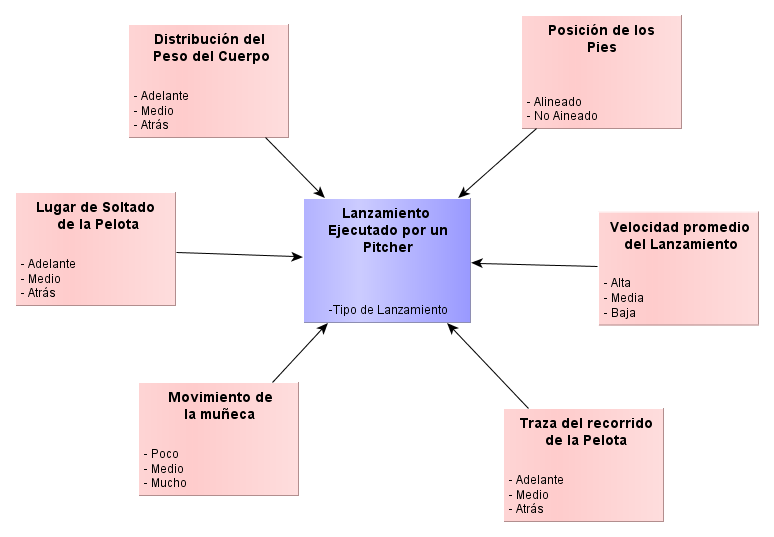 Distribución del
Peso del Cuerpo
- Adelante
- Medio
- Atrás
Posición de los
Pies
- Alineado
- No Aineado
Lugar de Soltado
de la Pelota
- Adelante
- Medio
- Atrás
Lanzamiento
Ejecutado por un
Pitcher
-Tipo de Lanzamiento
Velocidad promedio
del Lanzamiento
- Alta
- Media
- Baja
Movimiento de
la muñeca
- Poco
- Medio
- Mucho
Traza del recorrido
de la Pelota
- Adelante
- Medio
- Atrás